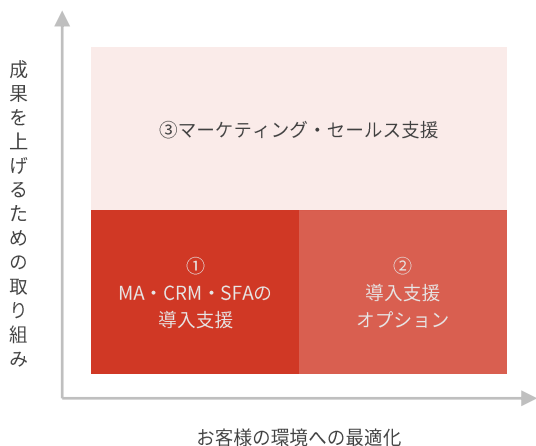 成果を上げるための取り組み
③マーケティング・セールス支援
①
MA・CRM・SFAの
導入支援
②
導入支援
オプション
お客様の環境への最適化